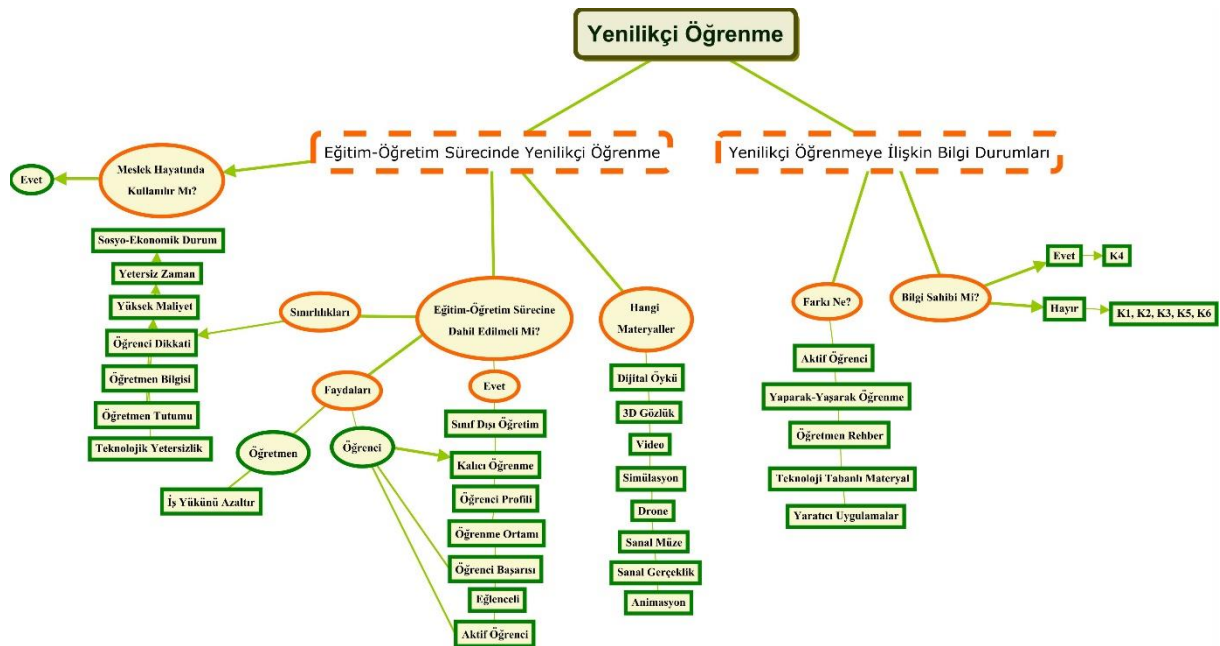 Yenilikçi Öğrenme
Eğitim-Öğretim Sürecinde Yenilikçi Öğrenme
Yenilikçi Öğrenmeye İlişkin Bilgi Durumları
Evet
Meslek Hayatında
Kullanılır Mı?
Sosyo-Ekonomik Durum
Yetersiz Zaman
Yüksek Maliyet
Öğrenci Dikkati
Öğretmen Bilgisi
Öğretmen Tutumu
Teknolojik Yetersizlik
Sınırlılıkları
Eğitim-Öğretim Sürecine
Dahil Edilmeli Mi?
Faydaları
Öğretmen
İş Yükünü Azaltır
Öğrenci
Evet
Sınıf Dışı Öğretim
Kalıcı Öğrenme
Öğrenci Profili
Öğrenme Ortamı
Öğrenci Başarısı
Eğlenceli
Aktif Öğrenci
Hangi
Materyaller
Dijital Öykü
3D Gözlük
Video
Simülasyon
Drone
Sanal Müze
Sanal Gerçeklik
Animasyon
Farkı Ne?
Aktif Öğrenci
Yaparak-Yaşarak Öğrenme
Öğretmen Rehber
Teknoloji Tabanlı Materyal
Yaratıcı Uygulamalar
Bilgi Sahibi Mi?
Evet
K4
Hayır
K1, K2, K3, K5, K6